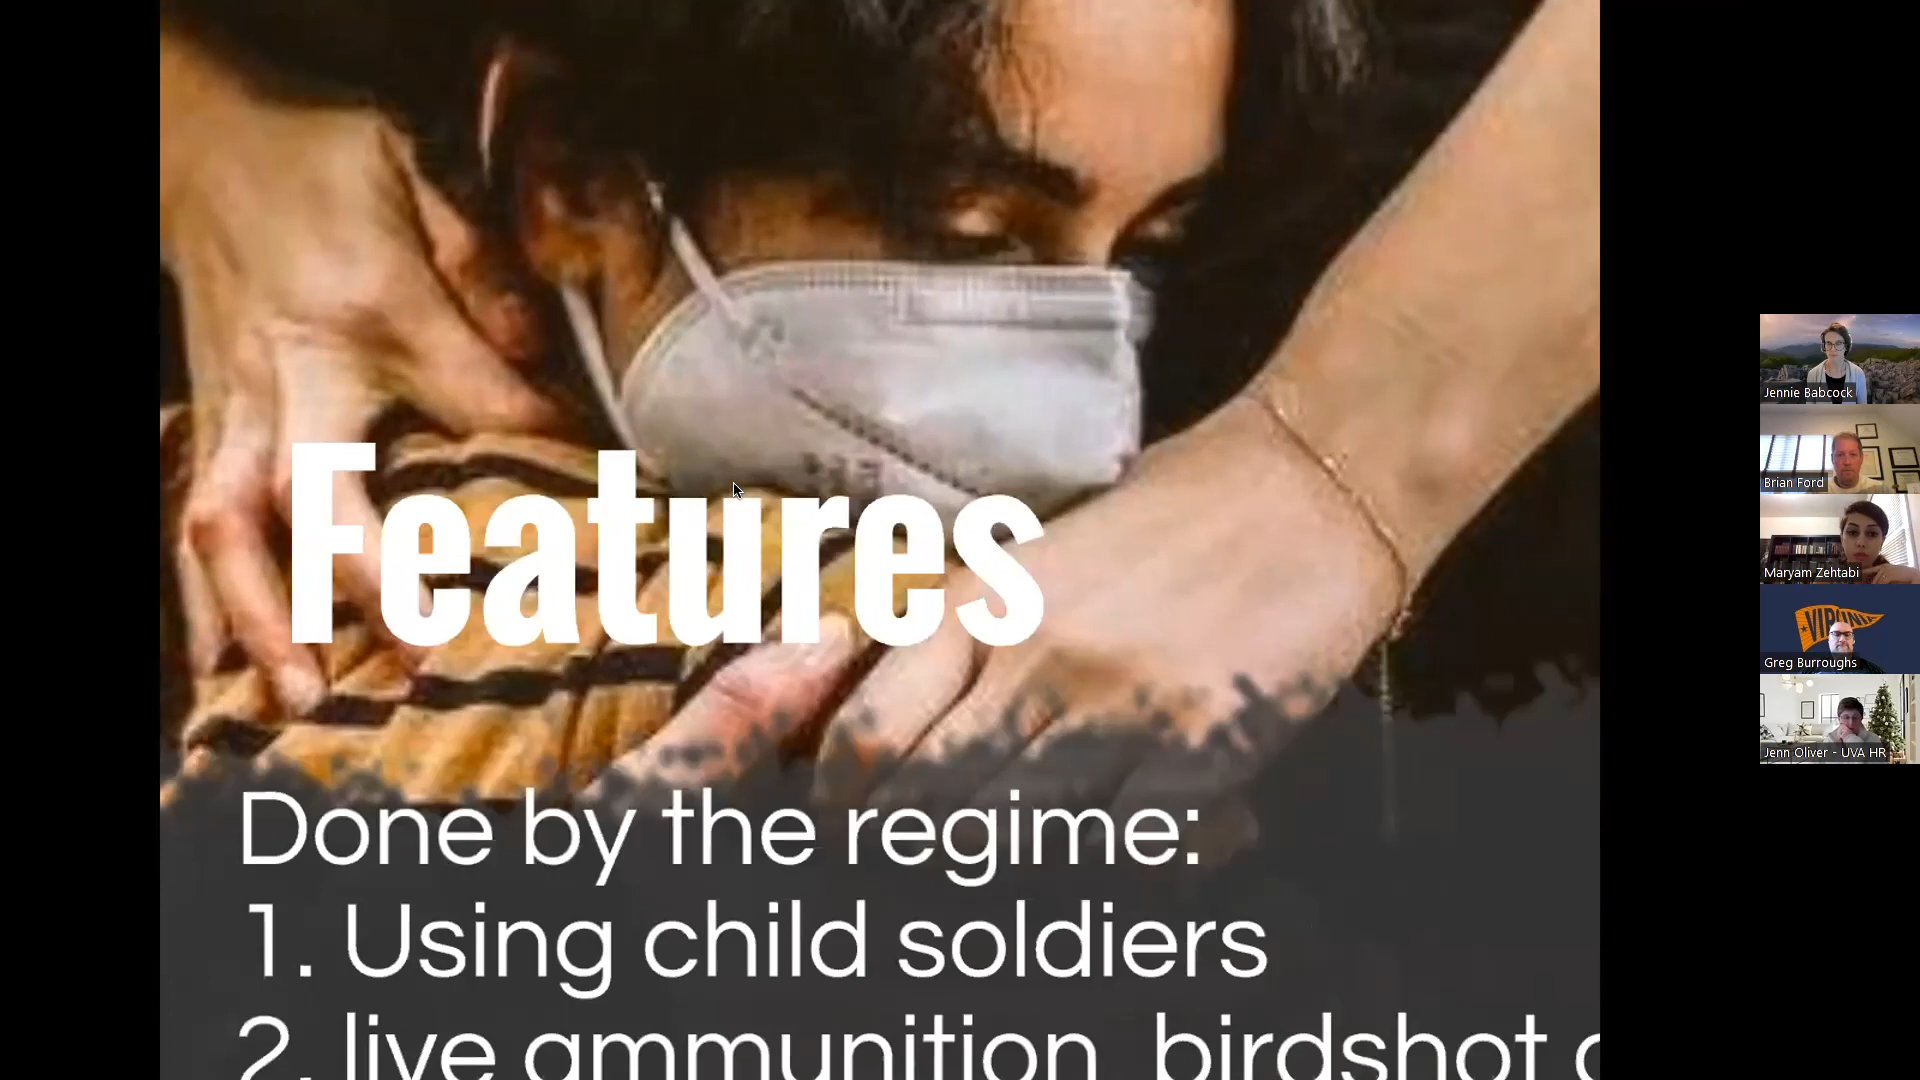 Features
Done by the regime:
1. Using child soldiers
2. live ammunition, birdshot
Jennie Babcock
Brian Ford
Maryam Zehtabi
VIRGINIA
Greg Burroughs
Jenn Oliver - UVA HR